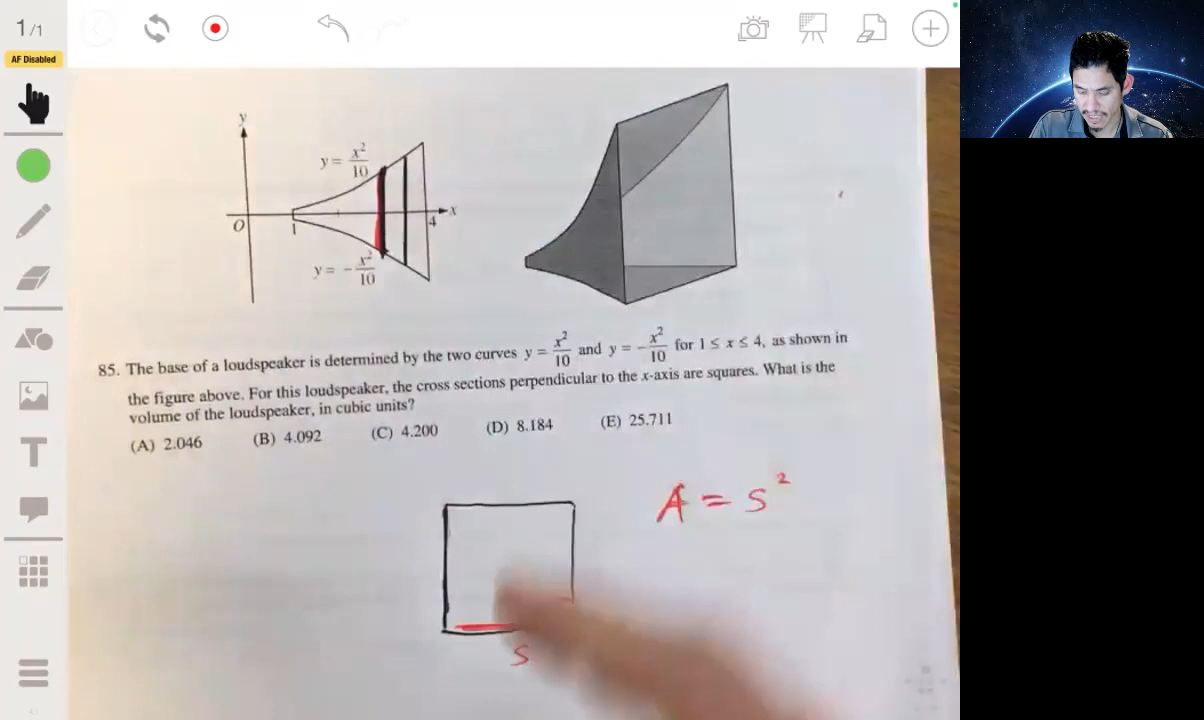 1/1
AF Disabled
y
y = x²/10
O
1
4
x
y = -x²/10
85. The base of a loudspeaker is determined by the two curves y = x²/10 and y = -x²/10 for 1 ≤ x ≤ 4, as shown in
the figure above. For this loudspeaker, the cross sections perpendicular to the x-axis are squares. What is the
volume of the loudspeaker, in cubic units?
(A) 2.046 (B) 4.092 (C) 4.200 (D) 8.184 (E) 25.711
A = s²
s
T